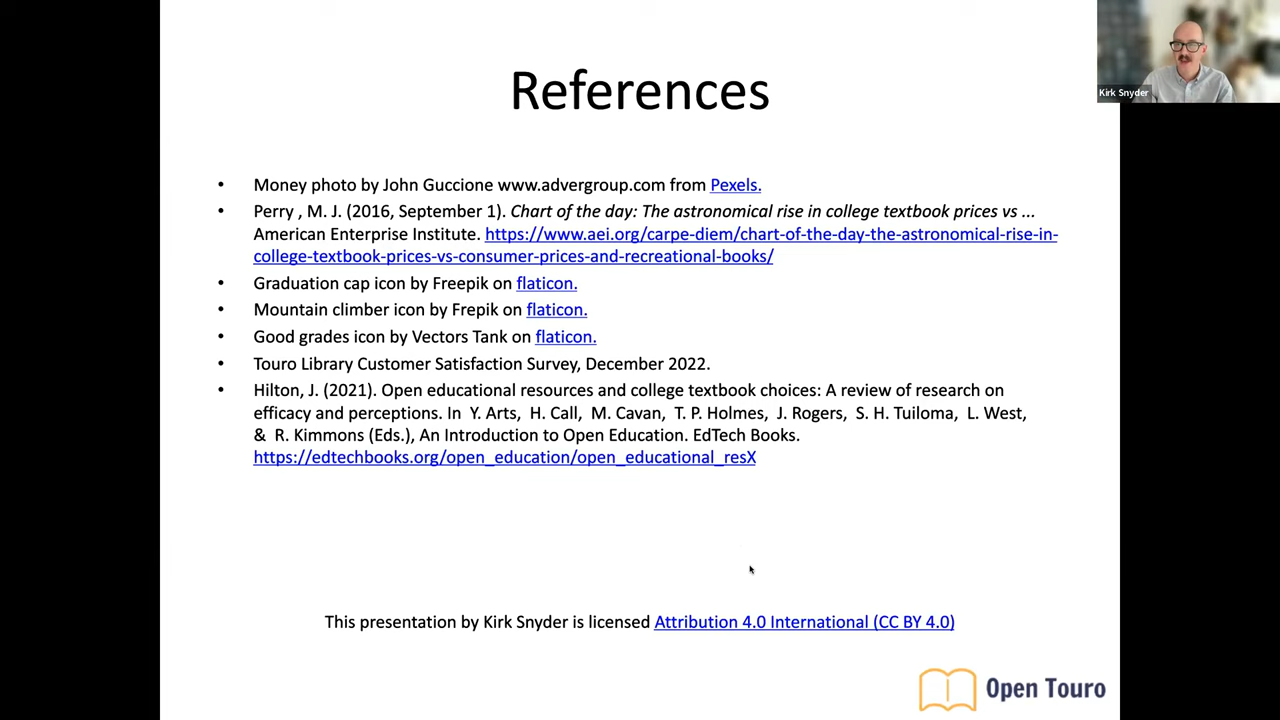 References
Kirk Snyder
• Money photo by John Guccione www.advergroup.com from Pexels.
• Perry , M. J. (2016, September 1). Chart of the day: The astronomical rise in college textbook prices vs ...
American Enterprise Institute. https://www.aei.org/carpe-diem/chart-of-the-day-the-astronomical-rise-in-
college-textbook-prices-vs-consumer-prices-and-recreational-books/
• Graduation cap icon by Freepik on flaticon.
• Mountain climber icon by Frepik on flaticon.
• Good grades icon by Vectors Tank on flaticon.
• Touro Library Customer Satisfaction Survey, December 2022.
• Hilton, J. (2021). Open educational resources and college textbook choices: A review of research on
efficacy and perceptions. In Y. Arts, H. Call, M. Cavan, T. P. Holmes, J. Rogers, S. H. Tuiloma, L. West,
& R. Kimmons (Eds.), An Introduction to Open Education. EdTech Books.
https://edtechbooks.org/open_education/open_educational_resX
This presentation by Kirk Snyder is licensed Attribution 4.0 International (CC BY 4.0)
Open Touro